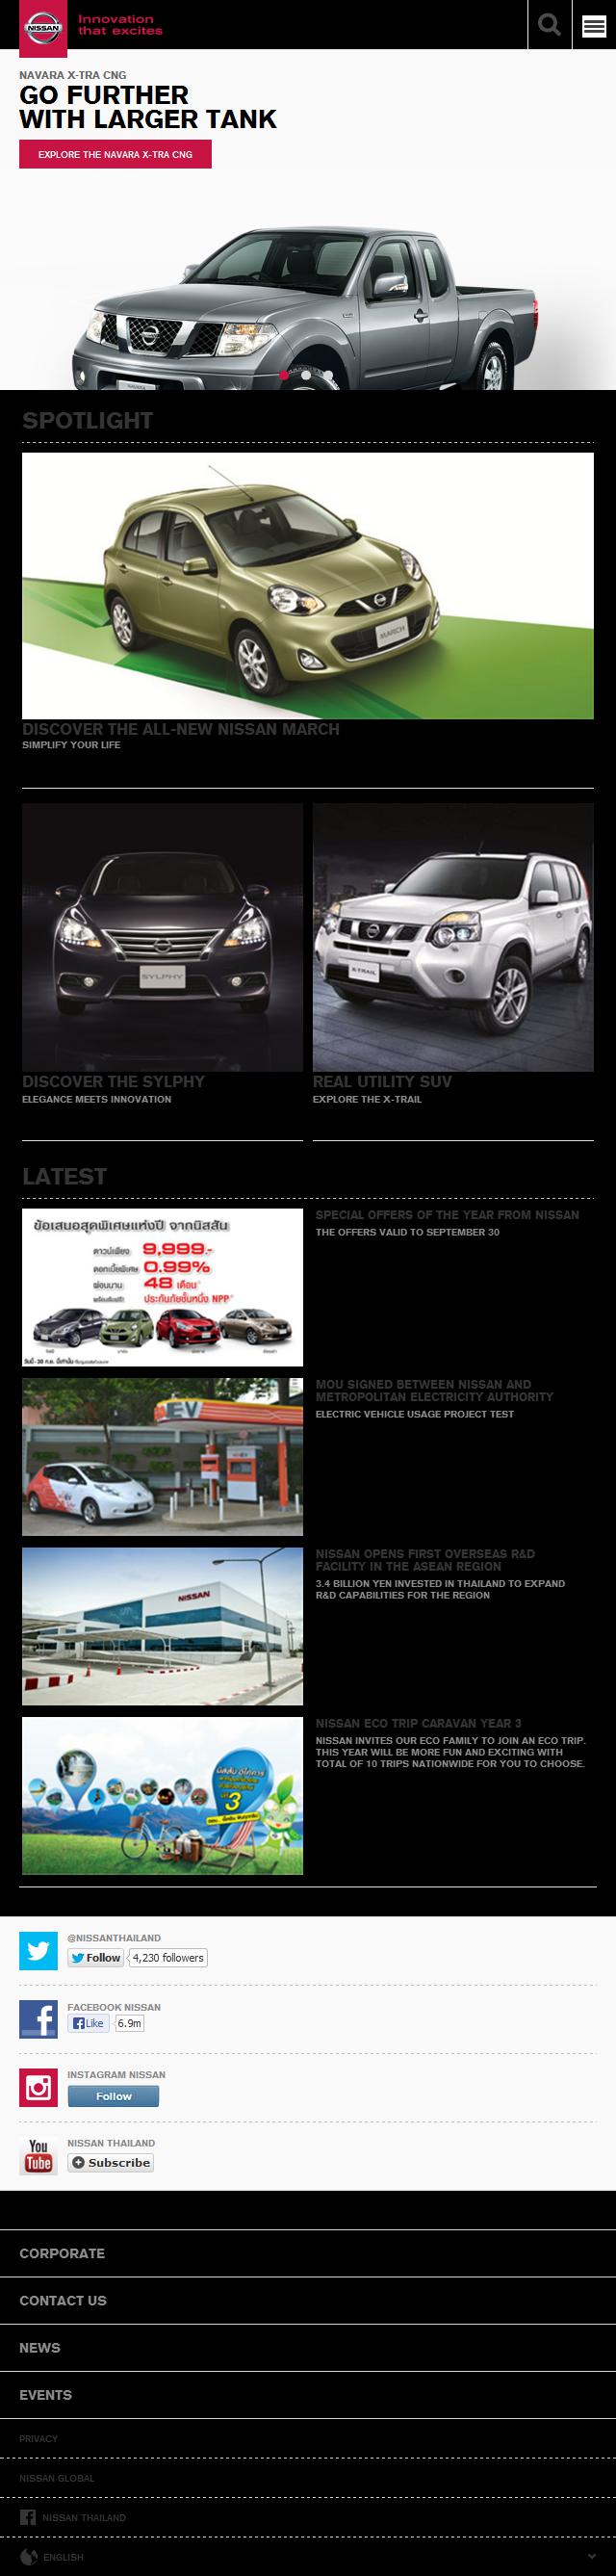 NISSAN
Innovation
that excites
NAVARA X-TRA CNG
GO FURTHER
WITH LARGER TANK
EXPLORE THE NAVARA X-TRA CNG
SPOTLIGHT
MARCH
DISCOVER THE ALL-NEW NISSAN MARCH
SIMPLIFY YOUR LIFE
SYLPHY
X-TRAIL
DISCOVER THE SYLPHY
ELEGANCE MEETS INNOVATION
REAL UTILITY SUV
EXPLORE THE X-TRAIL
LATEST
ข้อเสนอสุดพิเศษแห่งปี จากนิสสัน
ดาวน์เพียง 9,999.-
ดอกเบี้ยพิเศษ 0.99%
ผ่อนนาน 48 เดือน
ประกันภัยชั้นหนึ่ง NPP
SPECIAL OFFERS OF THE YEAR FROM NISSAN
THE OFFERS VALID TO SEPTEMBER 30
EV
MOU SIGNED BETWEEN NISSAN AND
METROPOLITAN ELECTRICITY AUTHORITY
ELECTRIC VEHICLE USAGE PROJECT TEST
NISSAN
NISSAN OPENS FIRST OVERSEAS R&D
FACILITY IN THE ASEAN REGION
3.4 BILLION YEN INVESTED IN THAILAND TO EXPAND
R&D CAPABILITIES FOR THE REGION
3
NISSAN ECO TRIP CARAVAN YEAR 3
NISSAN INVITES OUR ECO FAMILY TO JOIN AN ECO TRIP.
THIS YEAR WILL BE MORE FUN AND EXCITING WITH
TOTAL OF 10 TRIPS NATIONWIDE FOR YOU TO CHOOSE.
@NISSANTHAILAND
Follow 4,230 followers
FACEBOOK NISSAN
Like 6.9m
INSTAGRAM NISSAN
Follow
You
Tube
NISSAN THAILAND
Subscribe
CORPORATE
CONTACT US
NEWS
EVENTS
PRIVACY
NISSAN GLOBAL
NISSAN THAILAND
ENGLISH